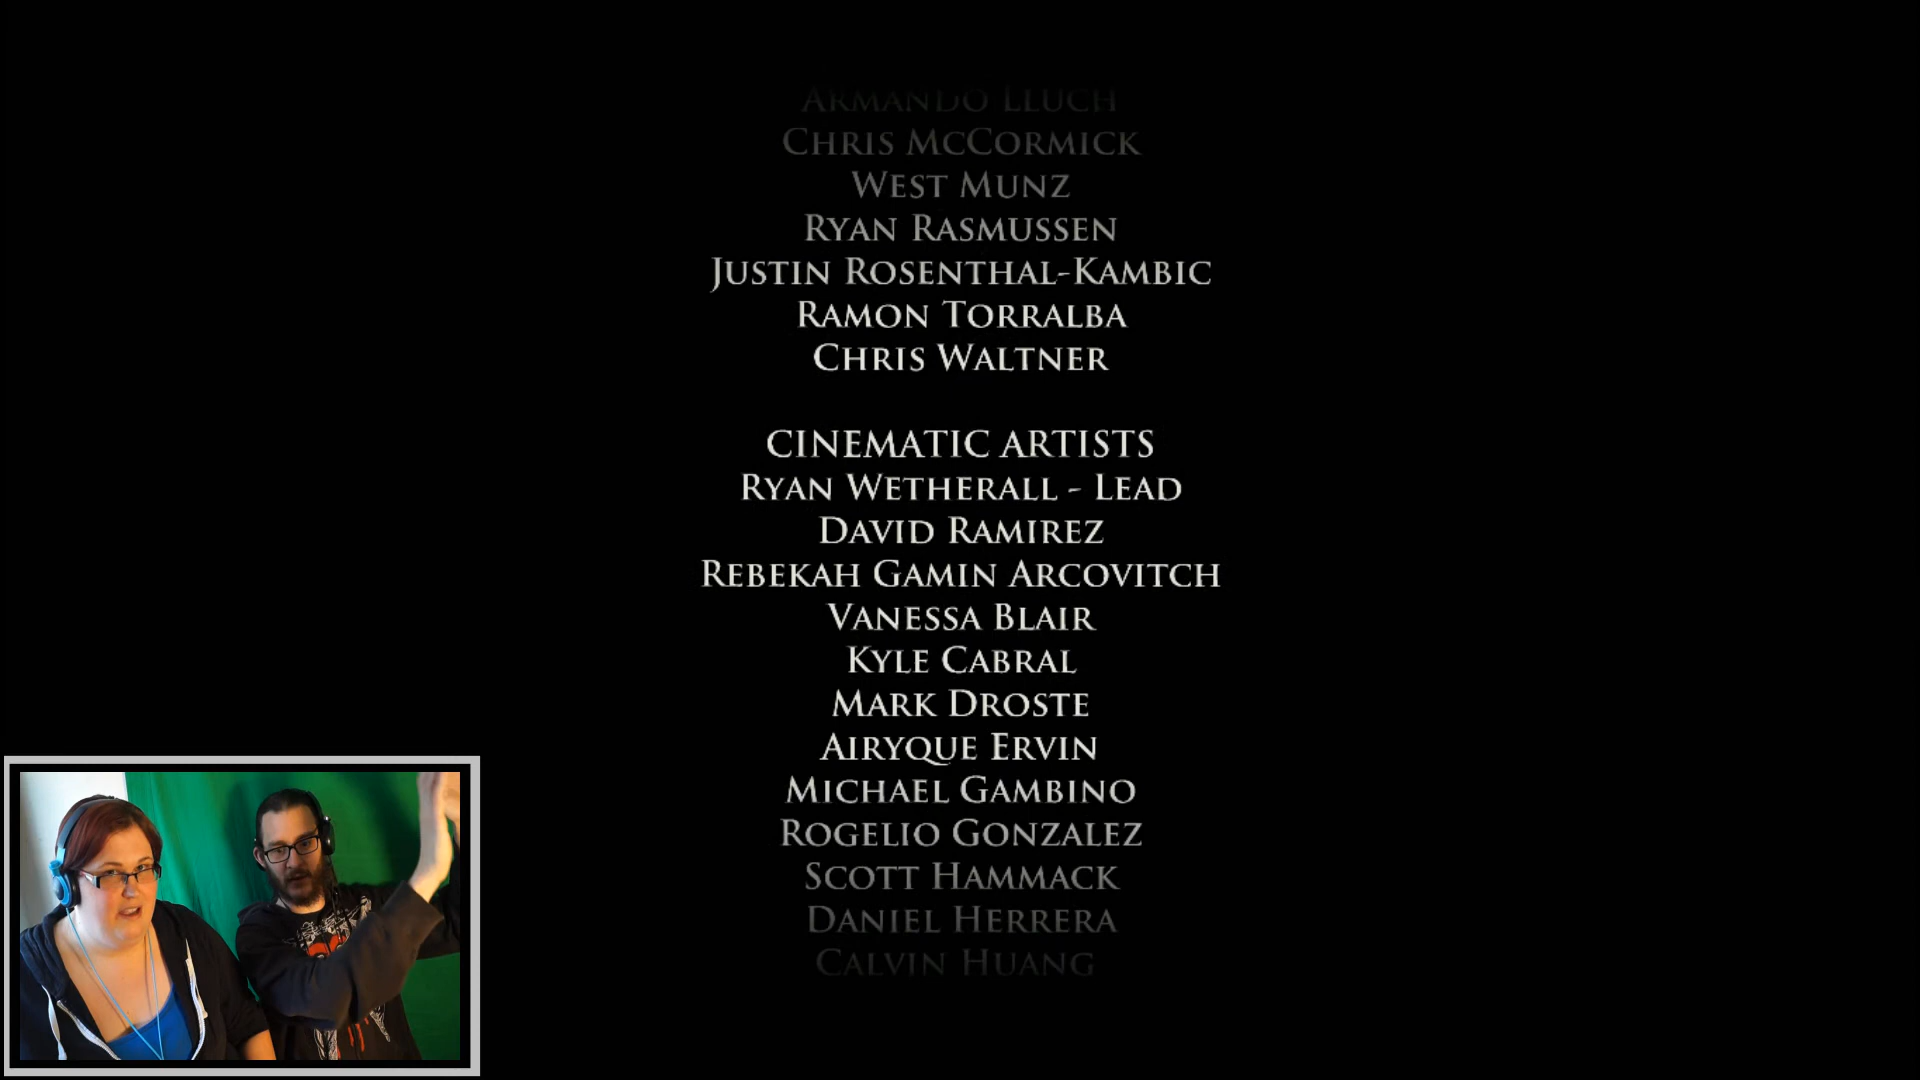 ARMANDO LLUCH
CHRIS MCCORMICK
WEST MUNZ
RYAN RASMUSSEN
JUSTIN ROSENTHAL-KAMBIC
RAMON TORRALBA
CHRIS WALTNER
CINEMATIC ARTISTS
RYAN WETHERALL - LEAD
DAVID RAMIREZ
REBEKAH GAMIN ARCOVITCH
VANESSA BLAIR
KYLE CABRAL
MARK DROSTE
AIRYQUE ERVIN
MICHAEL GAMBINO
ROGELIO GONZALEZ
SCOTT HAMMACK
DANIEL HERRERA
CALVIN HUANG